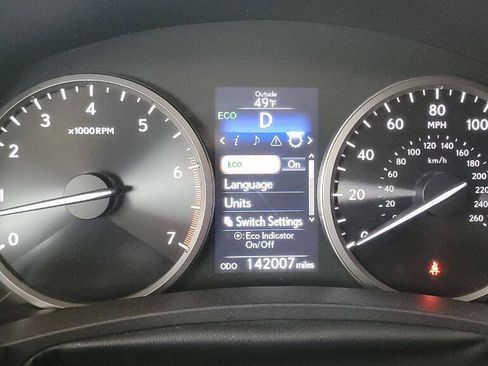 Outside
49°F
ECO
D
< i ♪ >
ECO On
Language
Units
Switch Settings
: Eco Indicator
On/Off
ODO 142007 miles
0
1
2
3
4
5
6
7
x1000RPM
0
20
40
60
80
100
MPH
km/h
20
40
60
80
100
120
140
160
180
200
220
240
260